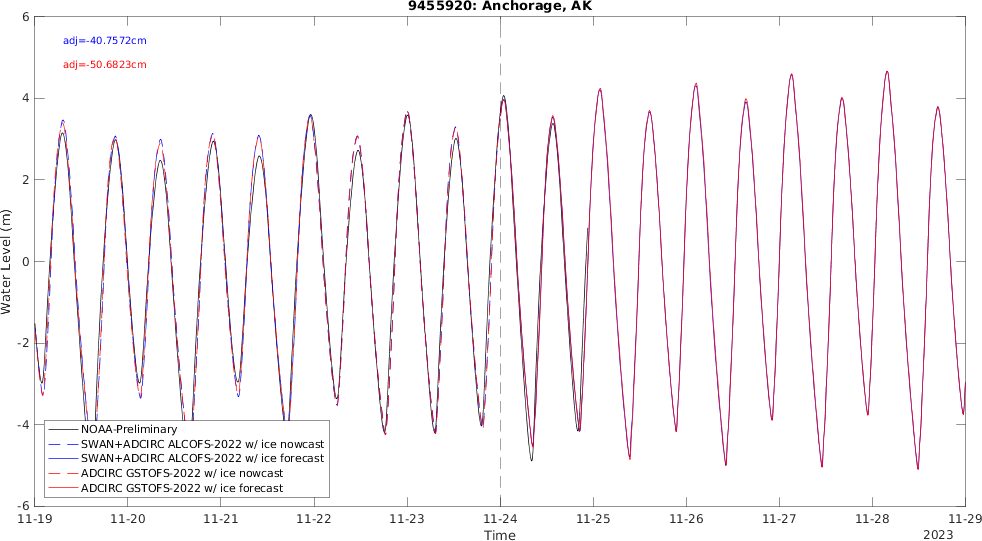 9455920: Anchorage, AK
adj=-40.7572cm
adj=-50.6823cm
6
4
2
0
-2
-4
-6
Water Level (m)
NOAA-Preliminary
SWAN+ADCIRC ALCOFS-2022 w/ ice nowcast
SWAN+ADCIRC ALCOFS-2022 w/ ice forecast
ADCIRC GSTOFS-2022 w/ ice nowcast
ADCIRC GSTOFS-2022 w/ ice forecast
11-19 11-20 11-21 11-22 11-23 11-24 11-25 11-26 11-27 11-28 11-29
Time
2023